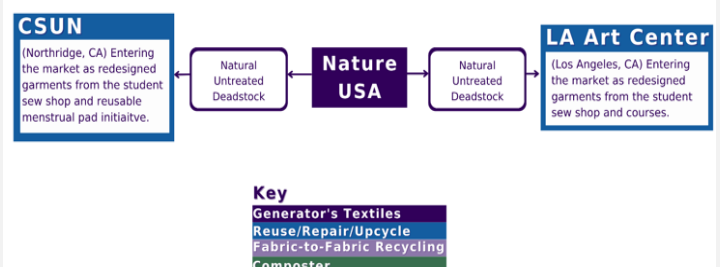 CSUN
(Northridge, CA) Entering
the market as redesigned
garments from the student
sew shop and reusable
menstrual pad initiaitve.
Natural
Untreated
Deadstock
Nature
USA
Natural
Untreated
Deadstock
LA Art Center
(Los Angeles, CA) Entering
the market as redesigned
garments from the student
sew shop and courses.
Key
Generator's Textiles
Reuse/Repair/Upcycle
Fabric-to-Fabric Recycling
Composter